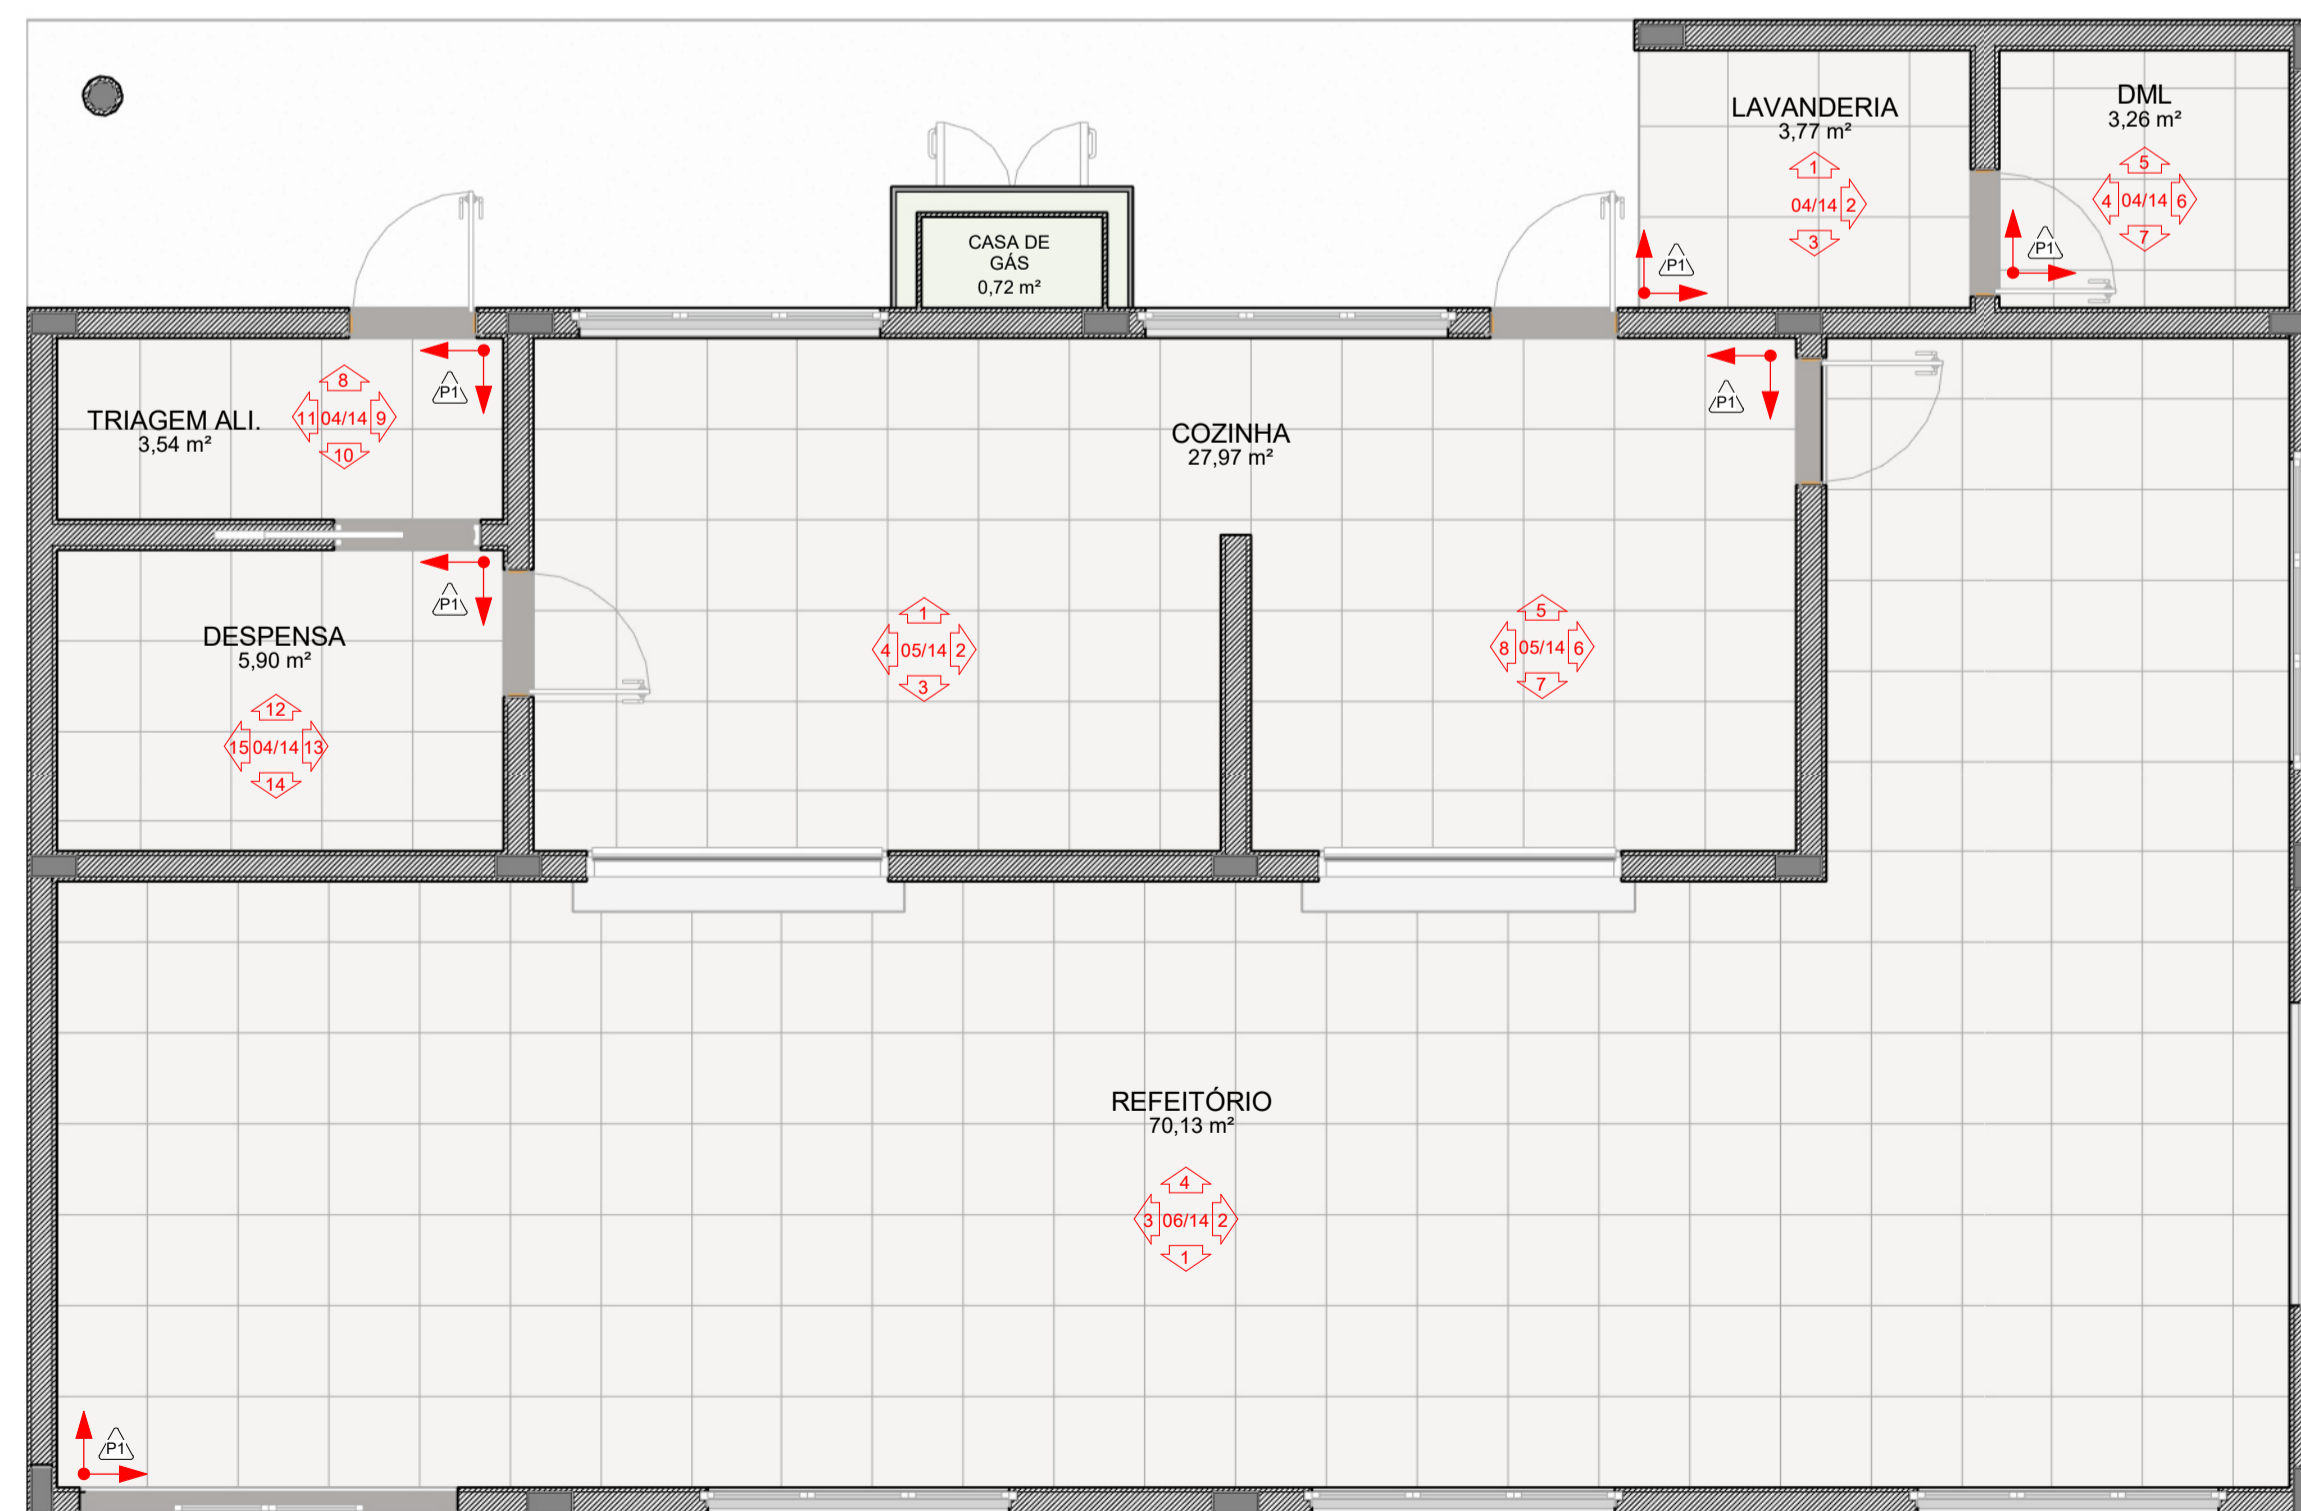 LAVANDERIA
3,77 m²
1
04/14 2
3
P1
DML
3,26 m²
5
4 04/14 6
7
P1
CASA DE
GÁS
0,72 m²
TRIAGEM ALI.
3,54 m²
8
11 04/14 9
10
P1
COZINHA
27,97 m²
P1
DESPENSA
5,90 m²
P1
12
15 04/14 13
14
1
4 05/14 2
3
5
8 05/14 6
7
REFEITÓRIO
70,13 m²
4
3 06/14 2
1
P1